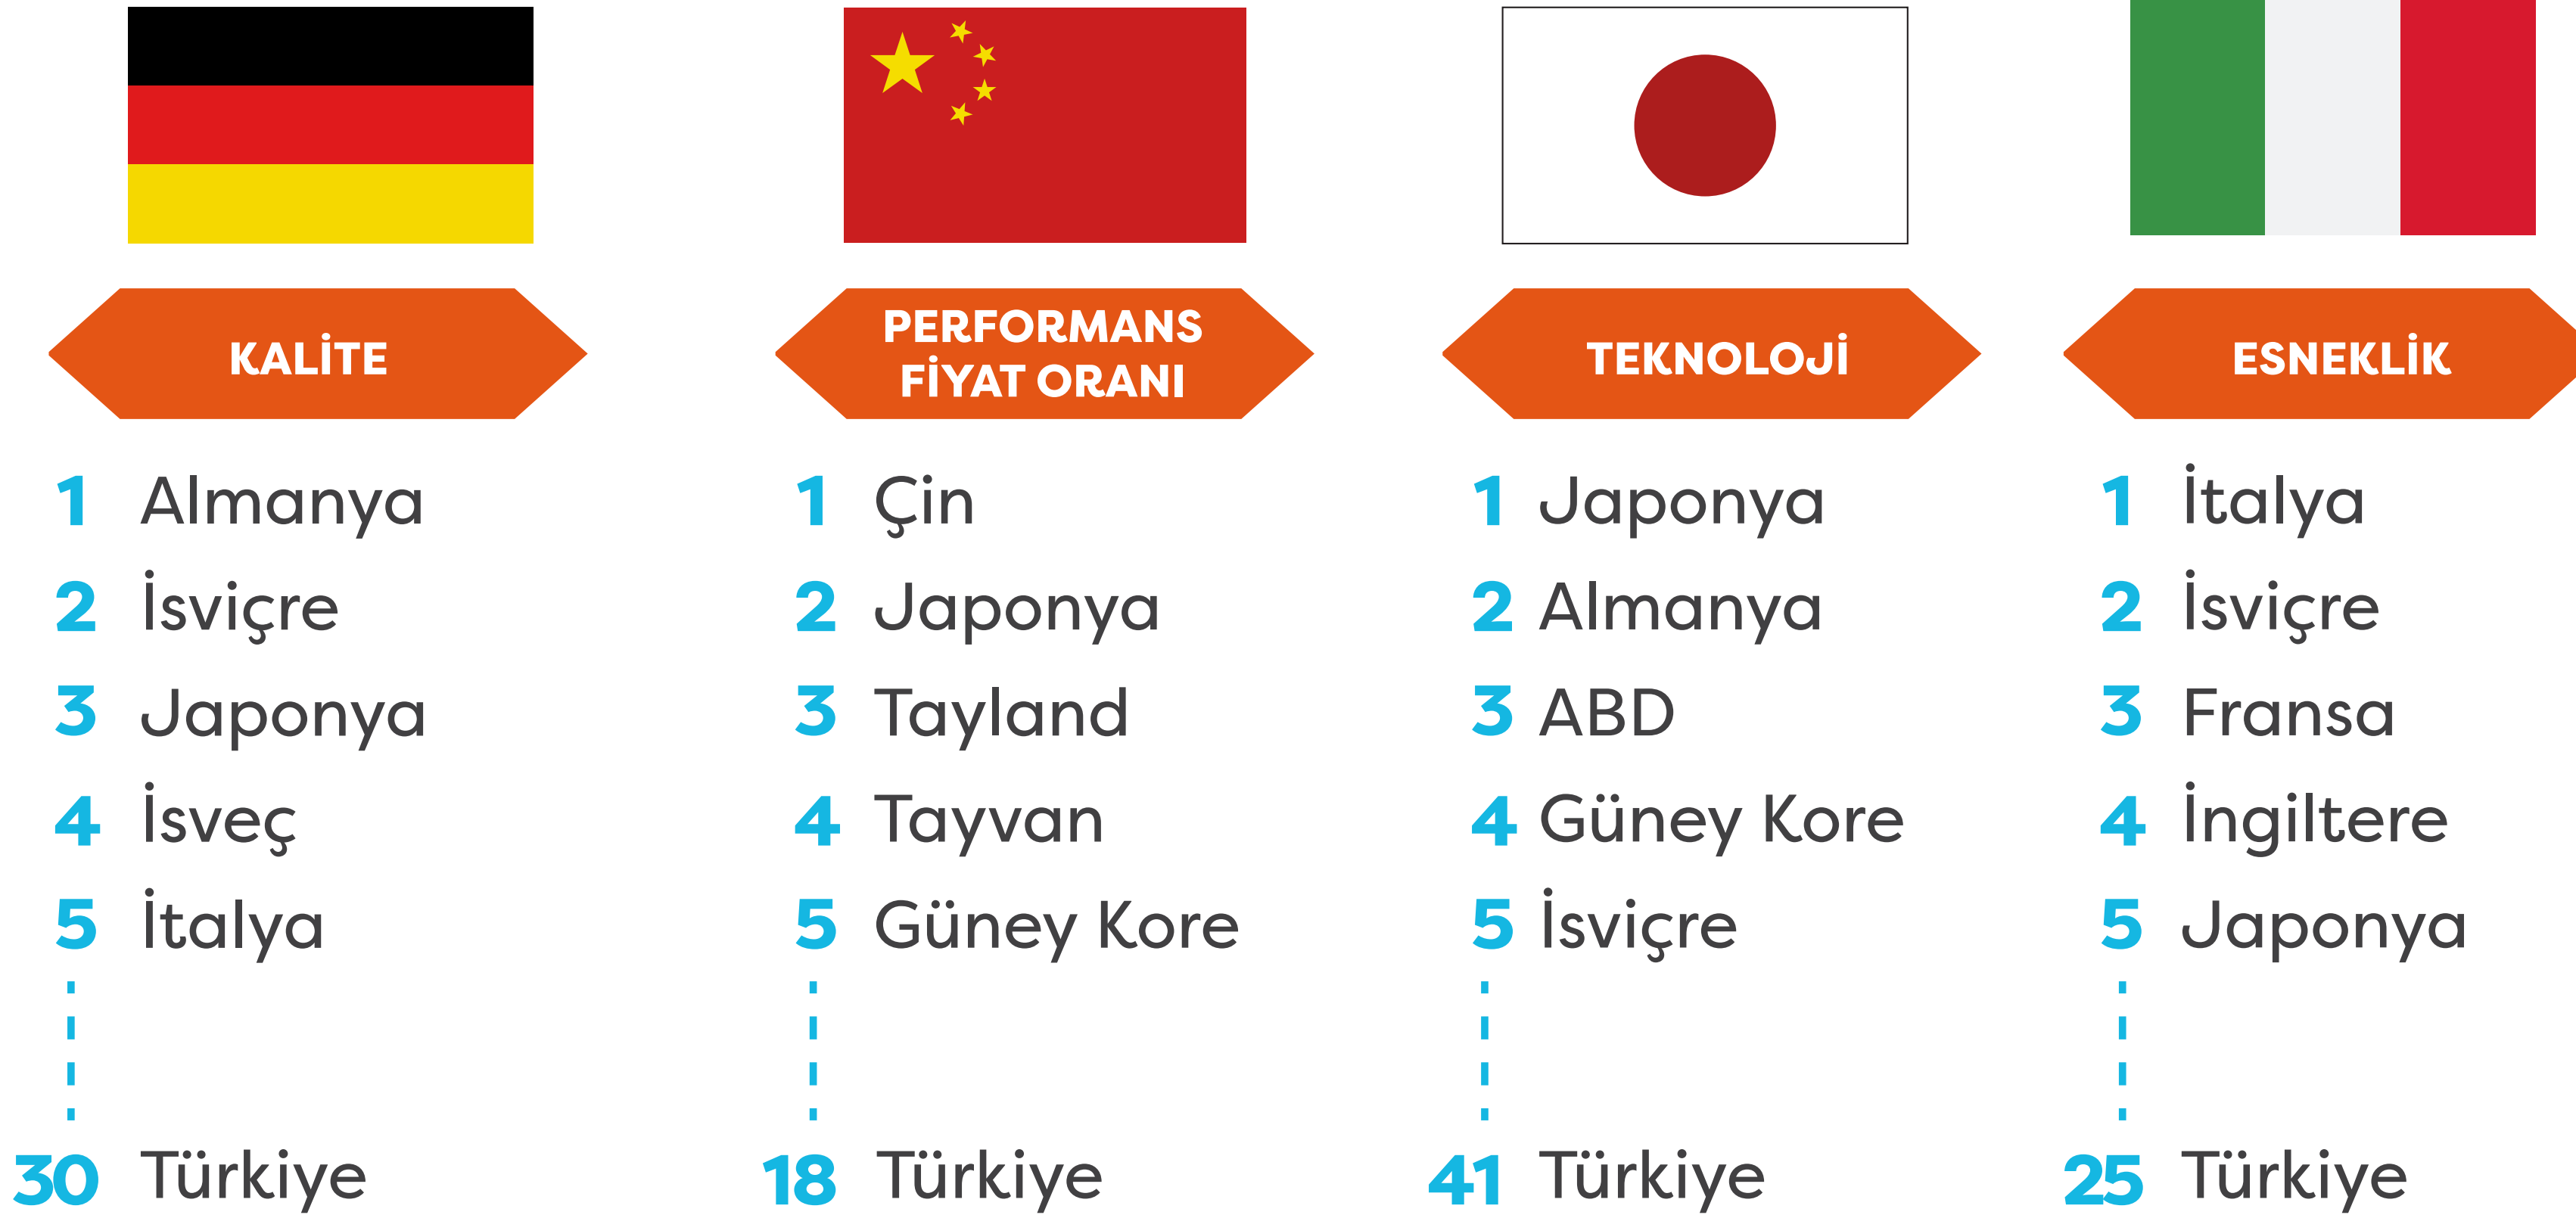 KALİTE
1 Almanya
2 İsviçre
3 Japonya
4 İsveç
5 İtalya
30 Türkiye
PERFORMANS
FİYAT ORANI
1 Çin
2 Japonya
3 Tayland
4 Tayvan
5 Güney Kore
18 Türkiye
TEKNOLOJİ
1 Japonya
2 Almanya
3 ABD
4 Güney Kore
5 İsviçre
41 Türkiye
ESNEKLİK
1 İtalya
2 İsviçre
3 Fransa
4 İngiltere
5 Japonya
25 Türkiye